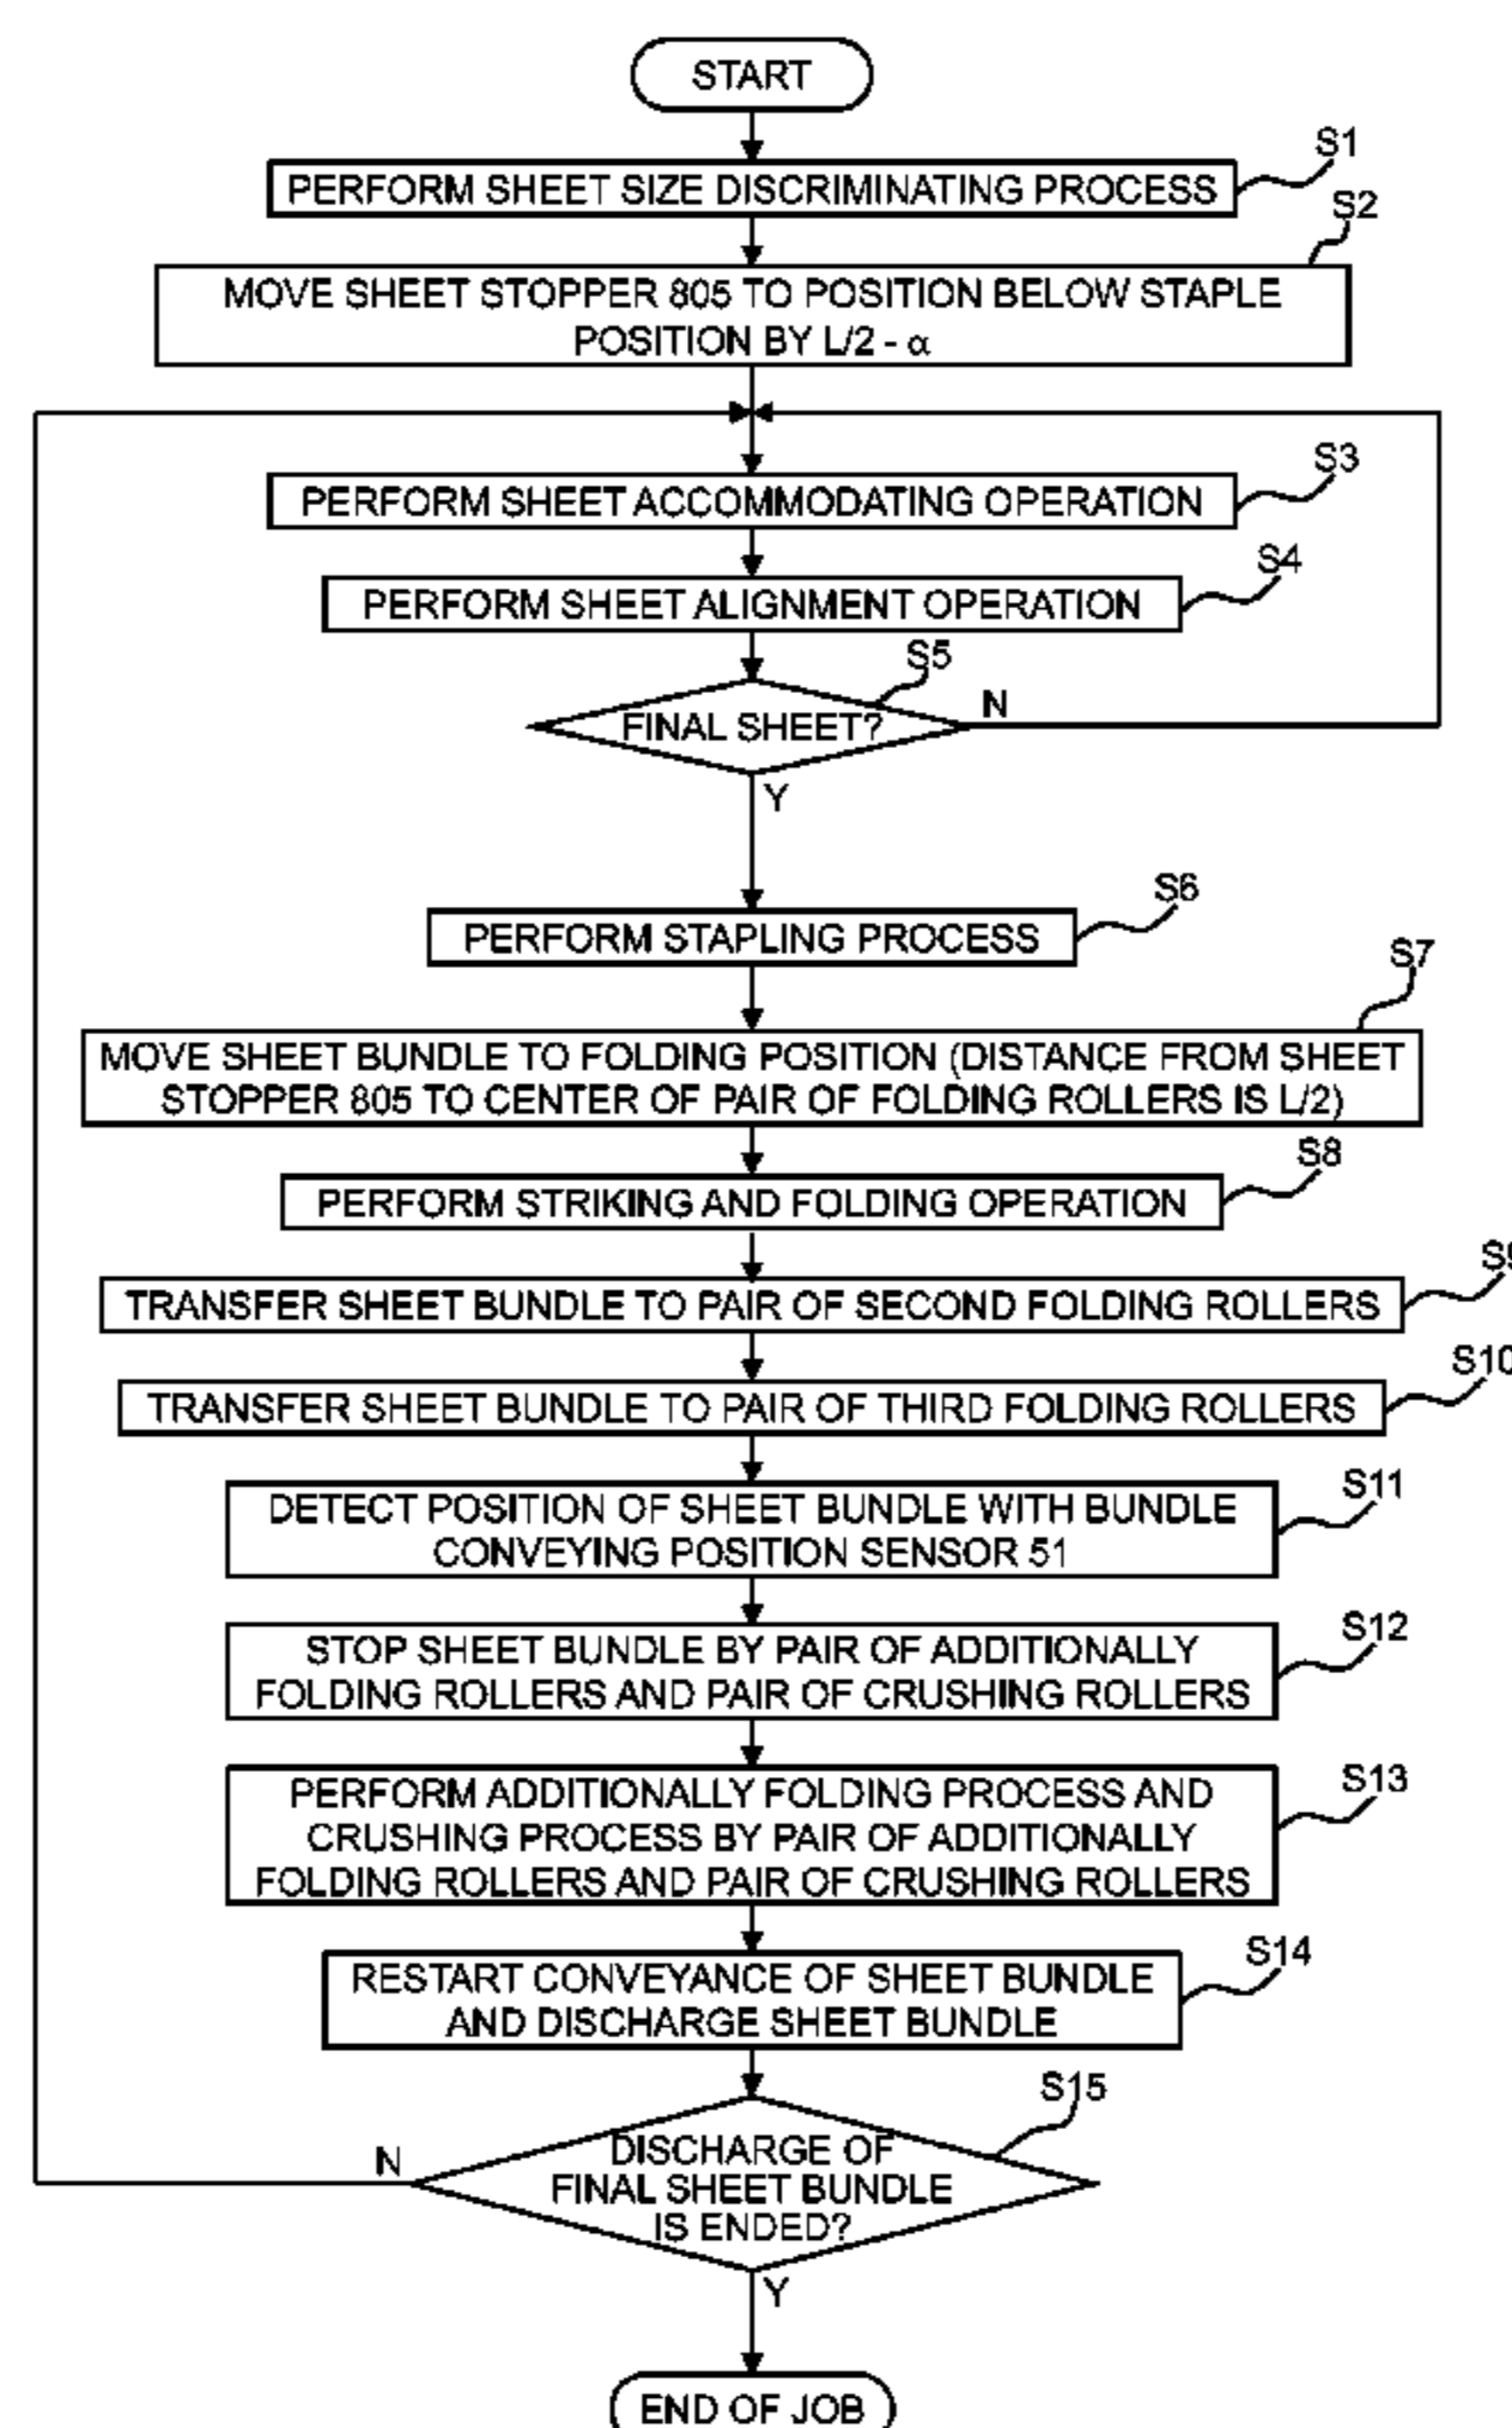 START
S1
PERFORM SHEET SIZE DISCRIMINATING PROCESS
S2
MOVE SHEET STOPPER 805 TO POSITION BELOW STAPLE
POSITION BY L/2 - α
S3
PERFORM SHEET ACCOMMODATING OPERATION
S4
PERFORM SHEET ALIGNMENT OPERATION
S5
FINAL SHEET?
N
Y
S6
PERFORM STAPLING PROCESS
S7
MOVE SHEET BUNDLE TO FOLDING POSITION (DISTANCE FROM SHEET
STOPPER 805 TO CENTER OF PAIR OF FOLDING ROLLERS IS L/2)
S8
PERFORM STRIKING AND FOLDING OPERATION
S9
TRANSFER SHEET BUNDLE TO PAIR OF SECOND FOLDING ROLLERS
S10
TRANSFER SHEET BUNDLE TO PAIR OF THIRD FOLDING ROLLERS
S11
DETECT POSITION OF SHEET BUNDLE WITH BUNDLE
CONVEYING POSITION SENSOR 51
S12
STOP SHEET BUNDLE BY PAIR OF ADDITIONALLY
FOLDING ROLLERS AND PAIR OF CRUSHING ROLLERS
S13
PERFORM ADDITIONALLY FOLDING PROCESS AND
CRUSHING PROCESS BY PAIR OF ADDITIONALLY
FOLDING ROLLERS AND PAIR OF CRUSHING ROLLERS
S14
RESTART CONVEYANCE OF SHEET BUNDLE
AND DISCHARGE SHEET BUNDLE
S15
N
DISCHARGE OF
FINAL SHEET BUNDLE
IS ENDED?
Y
END OF JOB